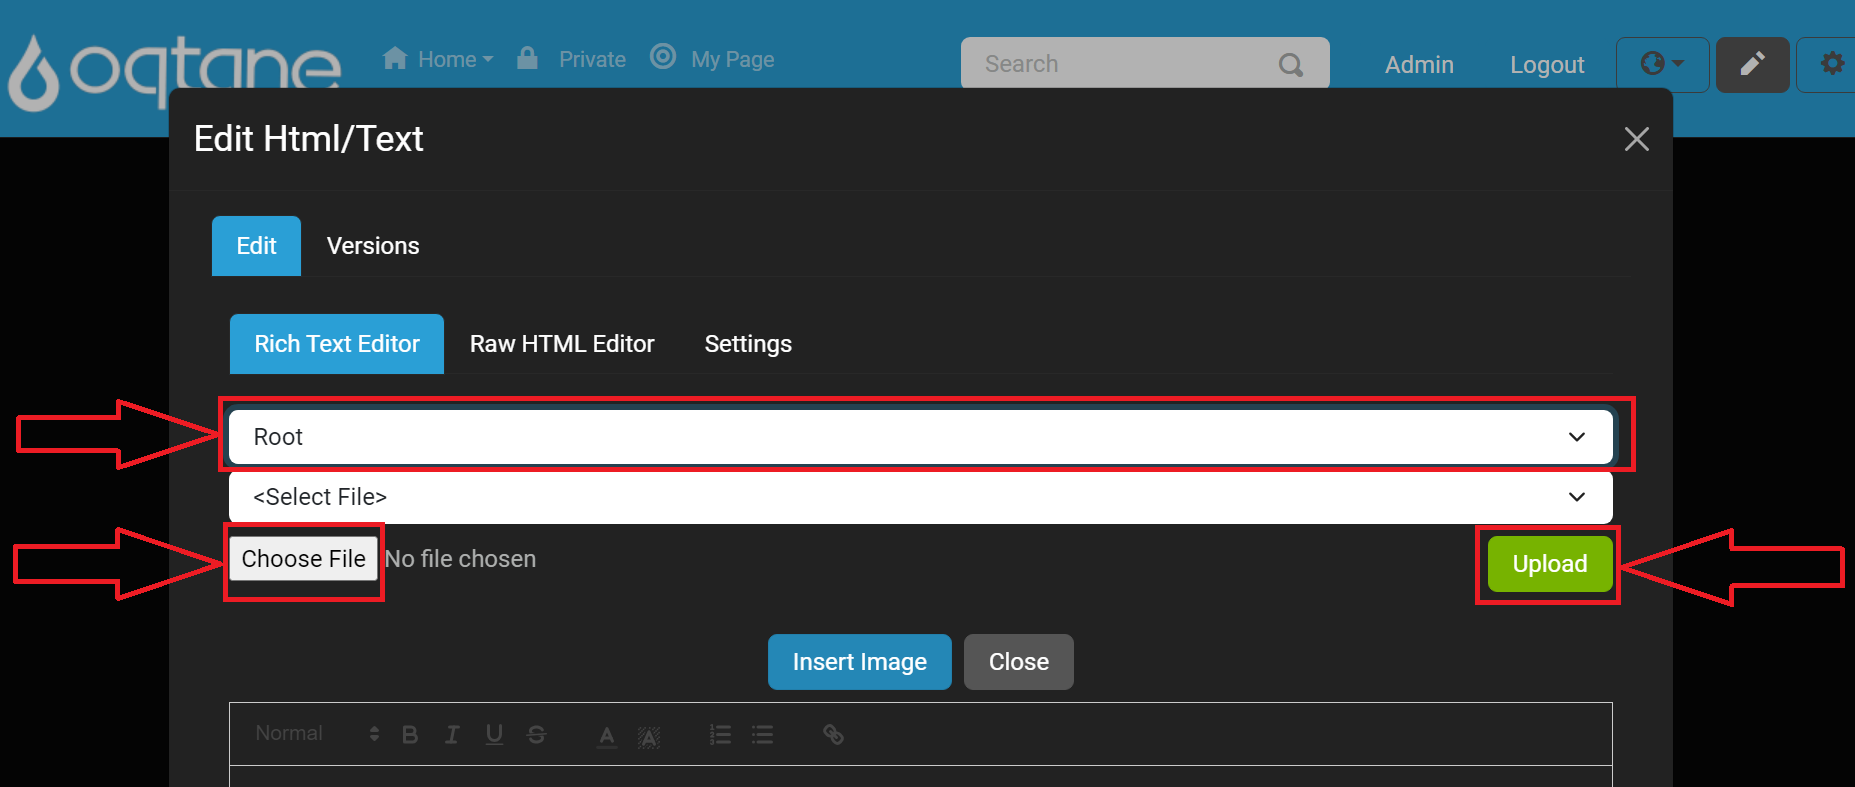 oqtane Home Private My Page Search Admin Logout
Edit Html/Text
Edit Versions
Rich Text Editor Raw HTML Editor Settings
Root
<Select File>
Choose File No file chosen Upload
Insert Image Close
Normal B I U S A A